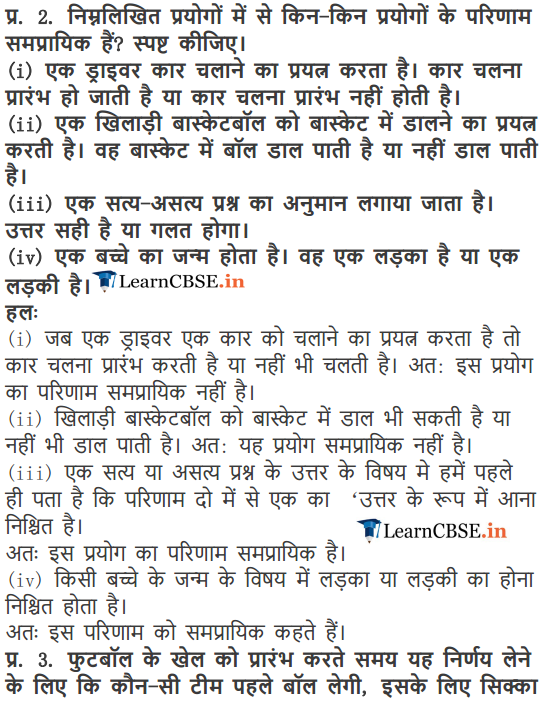 प्र. 2. निम्नलिखित प्रयोगों में से किन-किन प्रयोगों के परिणाम
समप्रायिक हैं? स्पष्ट कीजिए।
(i) एक ड्राइवर कार चलाने का प्रयत्न करता है। कार चलना
प्रारंभ हो जाती है या कार चलना प्रारंभ नहीं होती है।
(ii) एक खिलाड़ी बास्केटबॉल को बास्केट में डालने का प्रयत्न
करती है। वह बास्केट में बॉल डाल पाती है या नहीं डाल पाती
है।
(iii) एक सत्य-असत्य प्रश्न का अनुमान लगाया जाता है।
उत्तर सही है या गलत होगा।
(iv) एक बच्चे का जन्म होता है। वह एक लड़का है या एक
लड़की है। LearnCBSE.in
हलः
(i) जब एक ड्राइवर एक कार को चलाने का प्रयत्न करता है तो
कार चलना प्रारंभ करती है या नहीं भी चलती है। अतः इस प्रयोग
का परिणाम समप्रायिक नहीं है।
(ii) खिलाड़ी बास्केटबॉल को बास्केट में डाल भी सकती है या
नहीं भी डाल पाती है। अतः यह प्रयोग समप्रायिक नहीं है।
(iii) एक सत्य या असत्य प्रश्न के उत्तर के विषय मे हमें पहले
ही पता है कि परिणाम दो में से एक का ‘उत्तर के रूप में आना
निश्चित है।
LearnCBSE.in
अतः इस प्रयोग का परिणाम समप्रायिक है।
(iv) किसी बच्चे के जन्म के विषय में लड़का या लड़की का होना
निश्चित होता है।
अतः इस परिणाम को समप्रायिक कहते हैं।
प्र. 3. फुटबॉल के खेल को प्रारंभ करते समय यह निर्णय लेने
के लिए कि कौन-सी टीम पहले बॉल लेगी, इसके लिए सिक्का